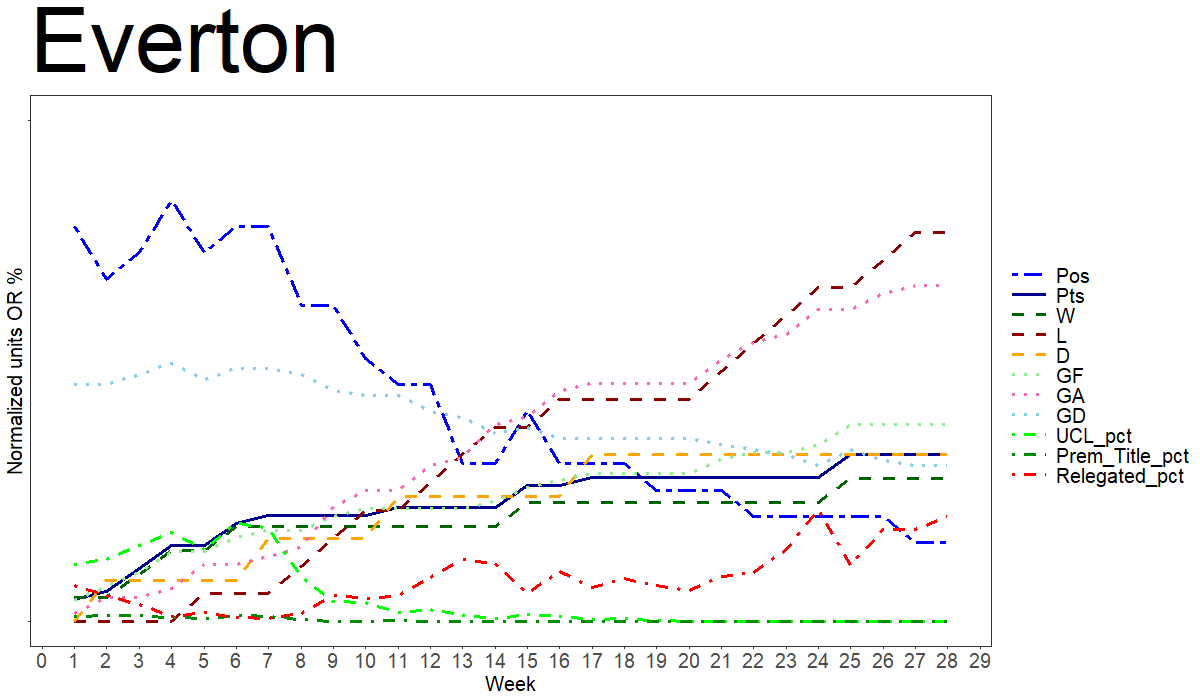 Everton
Normalized units OR %
Pos
Pts
W
L
D
GF
GA
GD
UCL_pct
Prem_Title_pct
Relegated_pct
0 1 2 3 4 5 6 7 8 9 10 11 12 13 14 15 16 17 18 19 20 21 22 23 24 25 26 27 28 29
Week